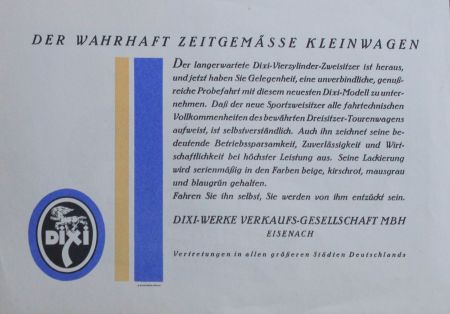 DER WAHRHAFT ZEITGEMÄSSE KLEINWAGEN
Der langerwartete Dixi-Vierzylinder-Zweisitzer ist heraus,
und jetzt haben Sie Gelegenheit, eine unverbindliche, genuß-
reiche Probefahrt mit diesem neuesten Dixi-Modell zu unter-
nehmen. Daß der neue Sportzweisitzer alle fahrtechnischen
Vollkommenheiten des bewährten Dreisitzer-Tourenwagens
aufweist, ist selbstverständlich. Auch ihn zeichnet seine be-
deutende Betriebssparsamkeit, Zuverlässigkeit und Wirt-
schaftlichkeit bei höchster Leistung aus. Seine Lackierung
wird serienmäßig in den Farben beige, kirschrot, mausgrau
und blaugrün gehalten.
Fahren Sie ihn selbst, Sie werden von ihm entzückt sein.
DIXI
DIXI-WERKE VERKAUFS-GESELLSCHAFT MBH
EISENACH
Vertretungen in allen größeren Städten Deutschlands